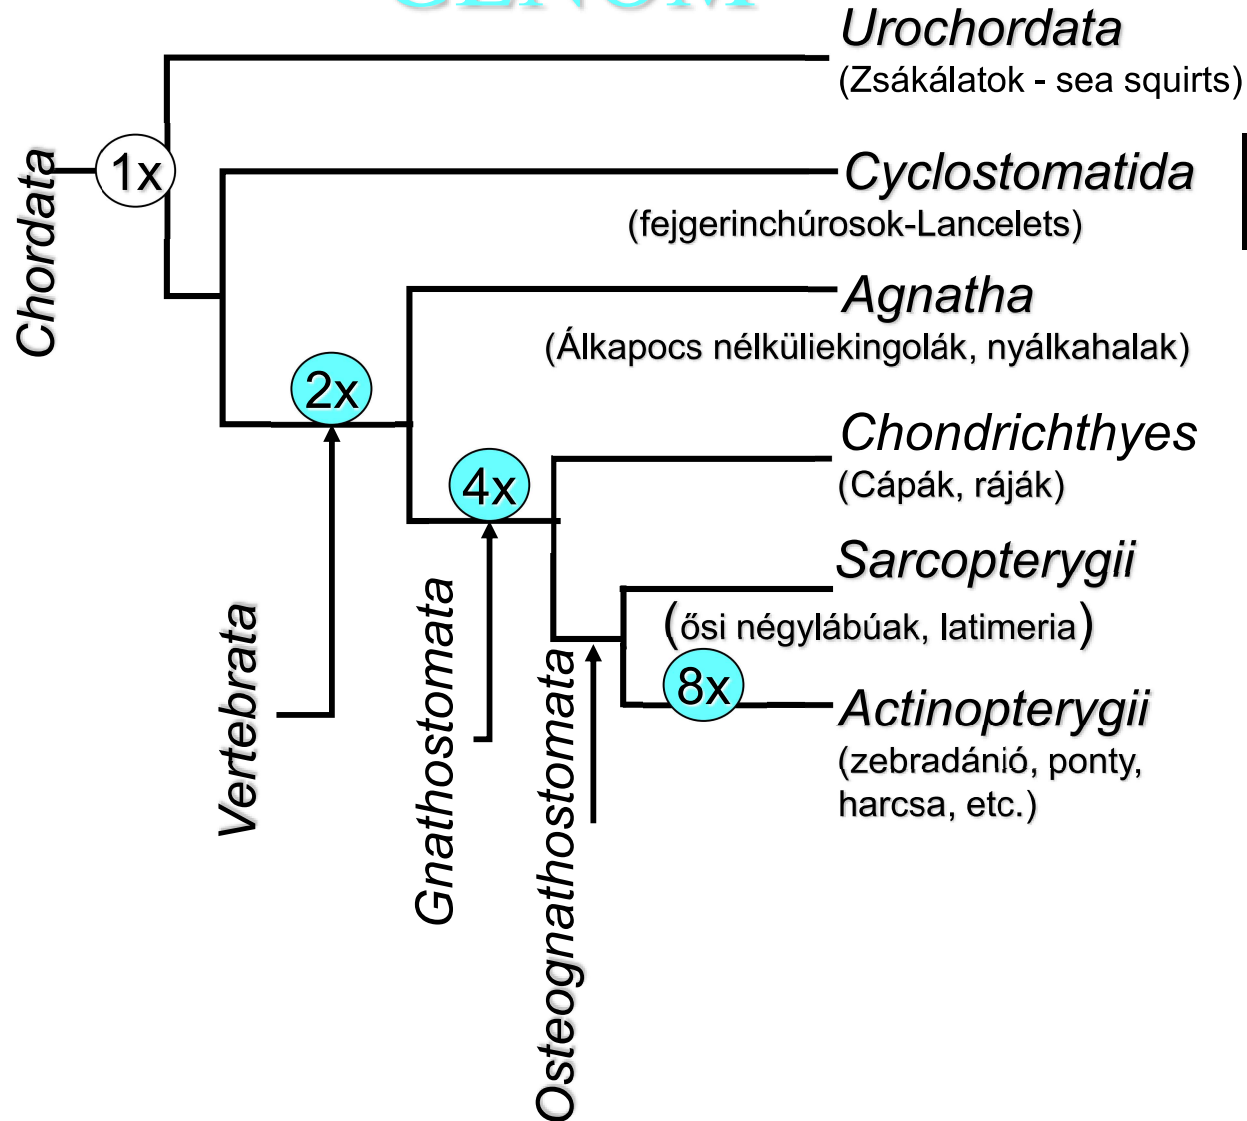 GENOM
Urochordata
(Zsákálatok - sea squirts)
Chordata
1x
Cyclostomatida
(fejgerinchúrosok-Lancelets)
Agnatha
(Álkapocs nélküliekingolák, nyálkahalak)
2x
Chondrichthyes
(Cápák, ráják)
4x
Sarcopterygii
(ősi négylábúak, latimeria)
8x
Actinopterygii
(zebradánió, ponty,
harcsa, etc.)
Vertebrata
Gnathostomata
Osteognathostomata